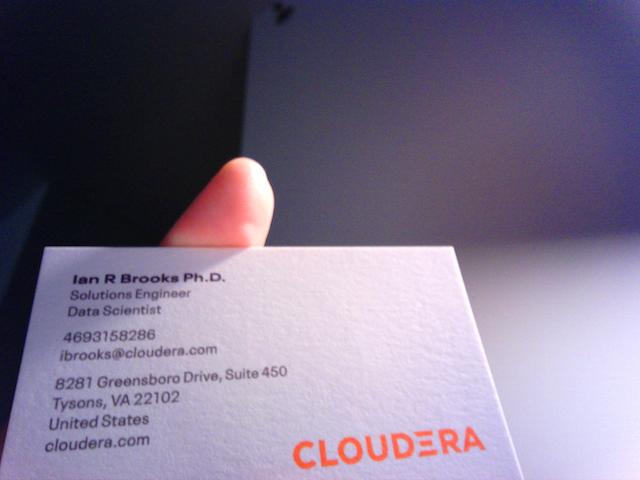 Ian R Brooks Ph.D.
Solutions Engineer
Data Scientist
4693158286
ibrooks@cloudera.com
8281 Greensboro Drive, Suite 450
Tysons, VA 22102
United States
cloudera.com
CLOUDERA